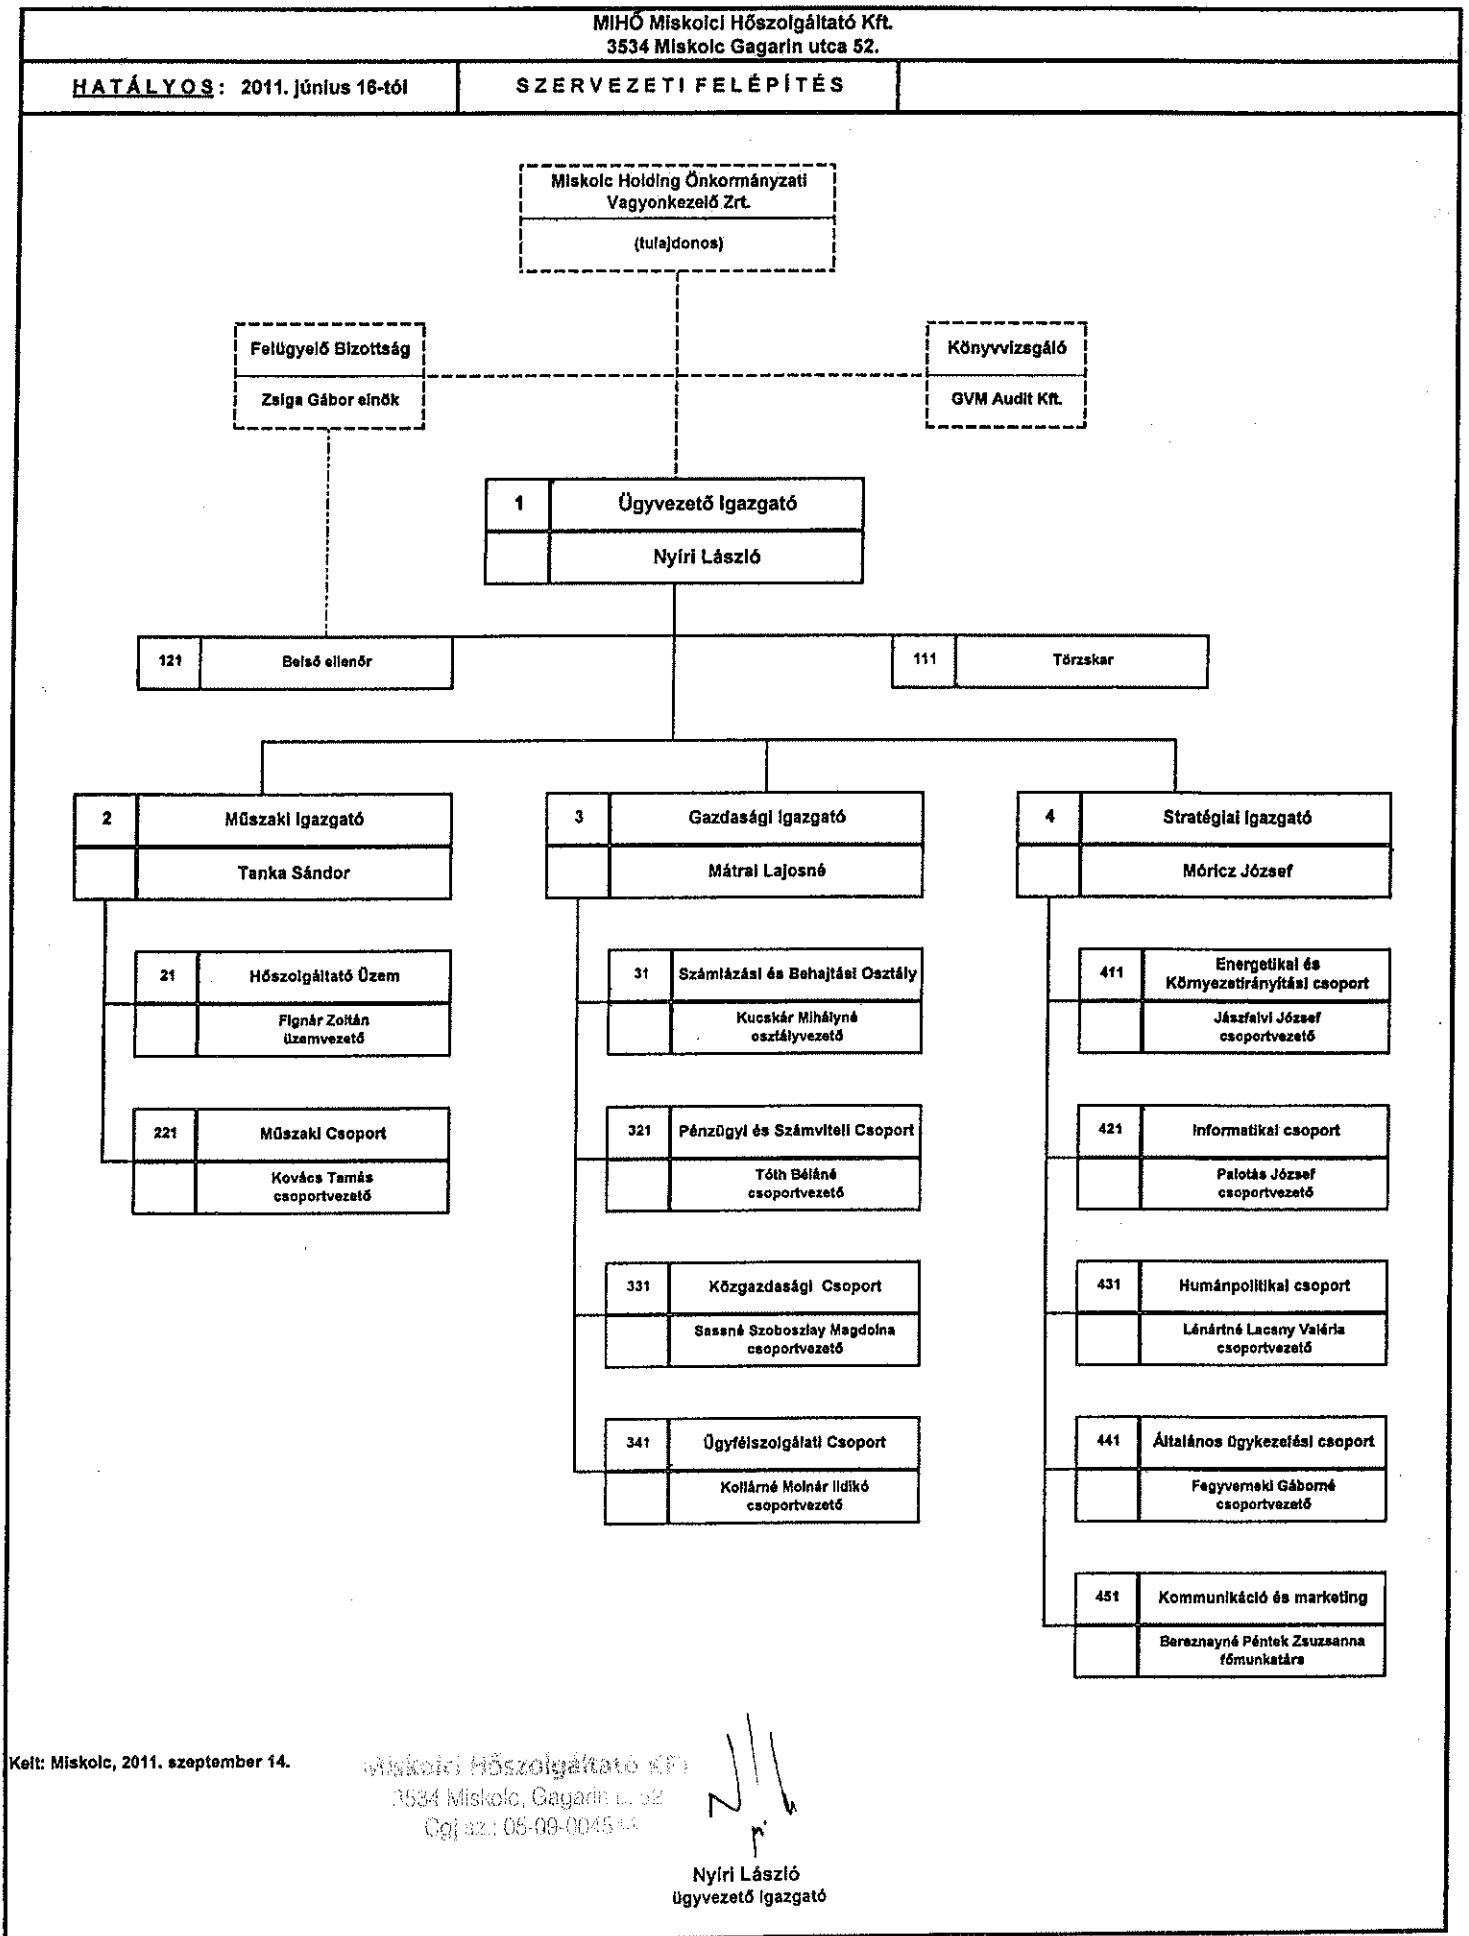 MIHŐ Miskolci Hőszolgáltató Kft.
3534 Miskolc Gagarin utca 52.
HATÁLYOS: 2011. június 16-tól
SZERVEZETI FELÉPÍTÉS
Miskolc Holding Önkormányzati
Vagyonkezelő Zrt.
(tulajdonos)
Felügyelő Bizottság
Zsiga Gábor elnök
Könyvvizsgáló
GVM Audit Kft.
1 Ügyvezető Igazgató
Nyíri László
121 Belső ellenőr
111 Törzskar
2 Műszaki Igazgató
Tanka Sándor
3 Gazdasági Igazgató
Mátrai Lajosné
4 Stratégiai Igazgató
Móricz József
21 Hőszolgáltató Üzem
Fignár Zoltán
üzemvezető
221 Műszaki Csoport
Kovács Tamás
csoportvezető
31 Számlázási és Behajtási Osztály
Kucskár Mihályné
osztályvezető
321 Pénzügyi és Számviteli Csoport
Tóth Béláné
csoportvezető
331 Közgazdasági Csoport
Sassné Szoboszlay Magdolna
csoportvezető
341 Ügyfélszolgálati Csoport
Kollárné Molnár Ildikó
csoportvezető
411 Energetikai és
Környezetirányítási csoport
Jászfalvi József
csoportvezető
421 Informatikai csoport
Palotás József
csoportvezető
431 Humánpolitikai csoport
Lénártné Lacsny Valéria
csoportvezető
441 Általános ügykezelési csoport
Fegyverneki Gáborné
csoportvezető
451 Kommunikáció és marketing
Bereznayné Péntek Zsuzsanna
főmunkatárs
Kelt: Miskolc, 2011. szeptember 14.
Miskolci Hőszolgáltató Kft
3534 Miskolc, Gagarin u. 52
Cgj sz.: 05-09-0045
Nyíri László
ügyvezető igazgató